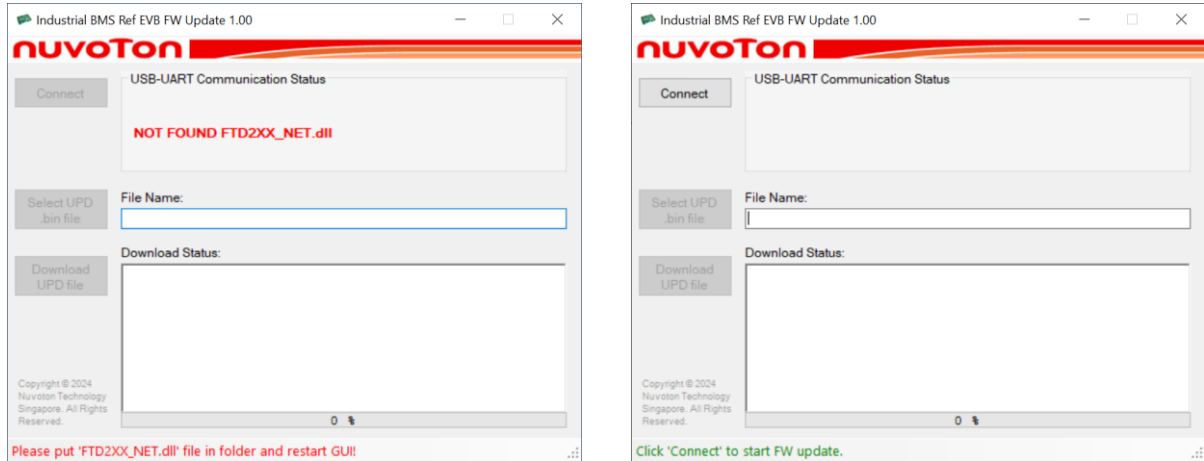 Industrial BMS Ref EVB FW Update 1.00
nuvoTon
Connect
USB-UART Communication Status
NOT FOUND FTD2XX_NET.dll
Select UPD
.bin file
File Name:
Download
UPD file
Download Status:
Copyright © 2024
Nuvoton Technology
Singapore. All Rights
Reserved.
0 %
Please put 'FTD2XX_NET.dll' file in folder and restart GUI!
Industrial BMS Ref EVB FW Update 1.00
nuvoTon
Connect
USB-UART Communication Status
Select UPD
.bin file
File Name:
Download
UPD file
Download Status:
Copyright © 2024
Nuvoton Technology
Singapore. All Rights
Reserved.
0 %
Click 'Connect' to start FW update.